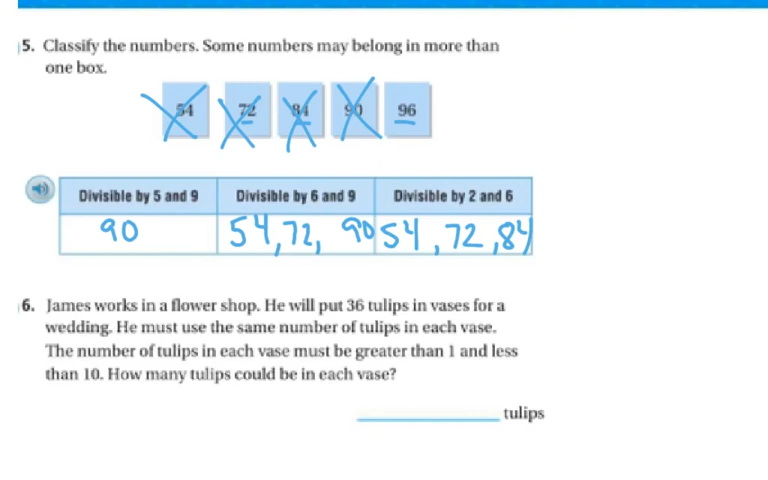 5. Classify the numbers. Some numbers may belong in more than
one box.
54 72 84 90 96
Divisible by 5 and 9 Divisible by 6 and 9 Divisible by 2 and 6
90 54, 72, 90 54, 72, 84
6. James works in a flower shop. He will put 36 tulips in vases for a
wedding. He must use the same number of tulips in each vase.
The number of tulips in each vase must be greater than 1 and less
than 10. How many tulips could be in each vase?
tulips